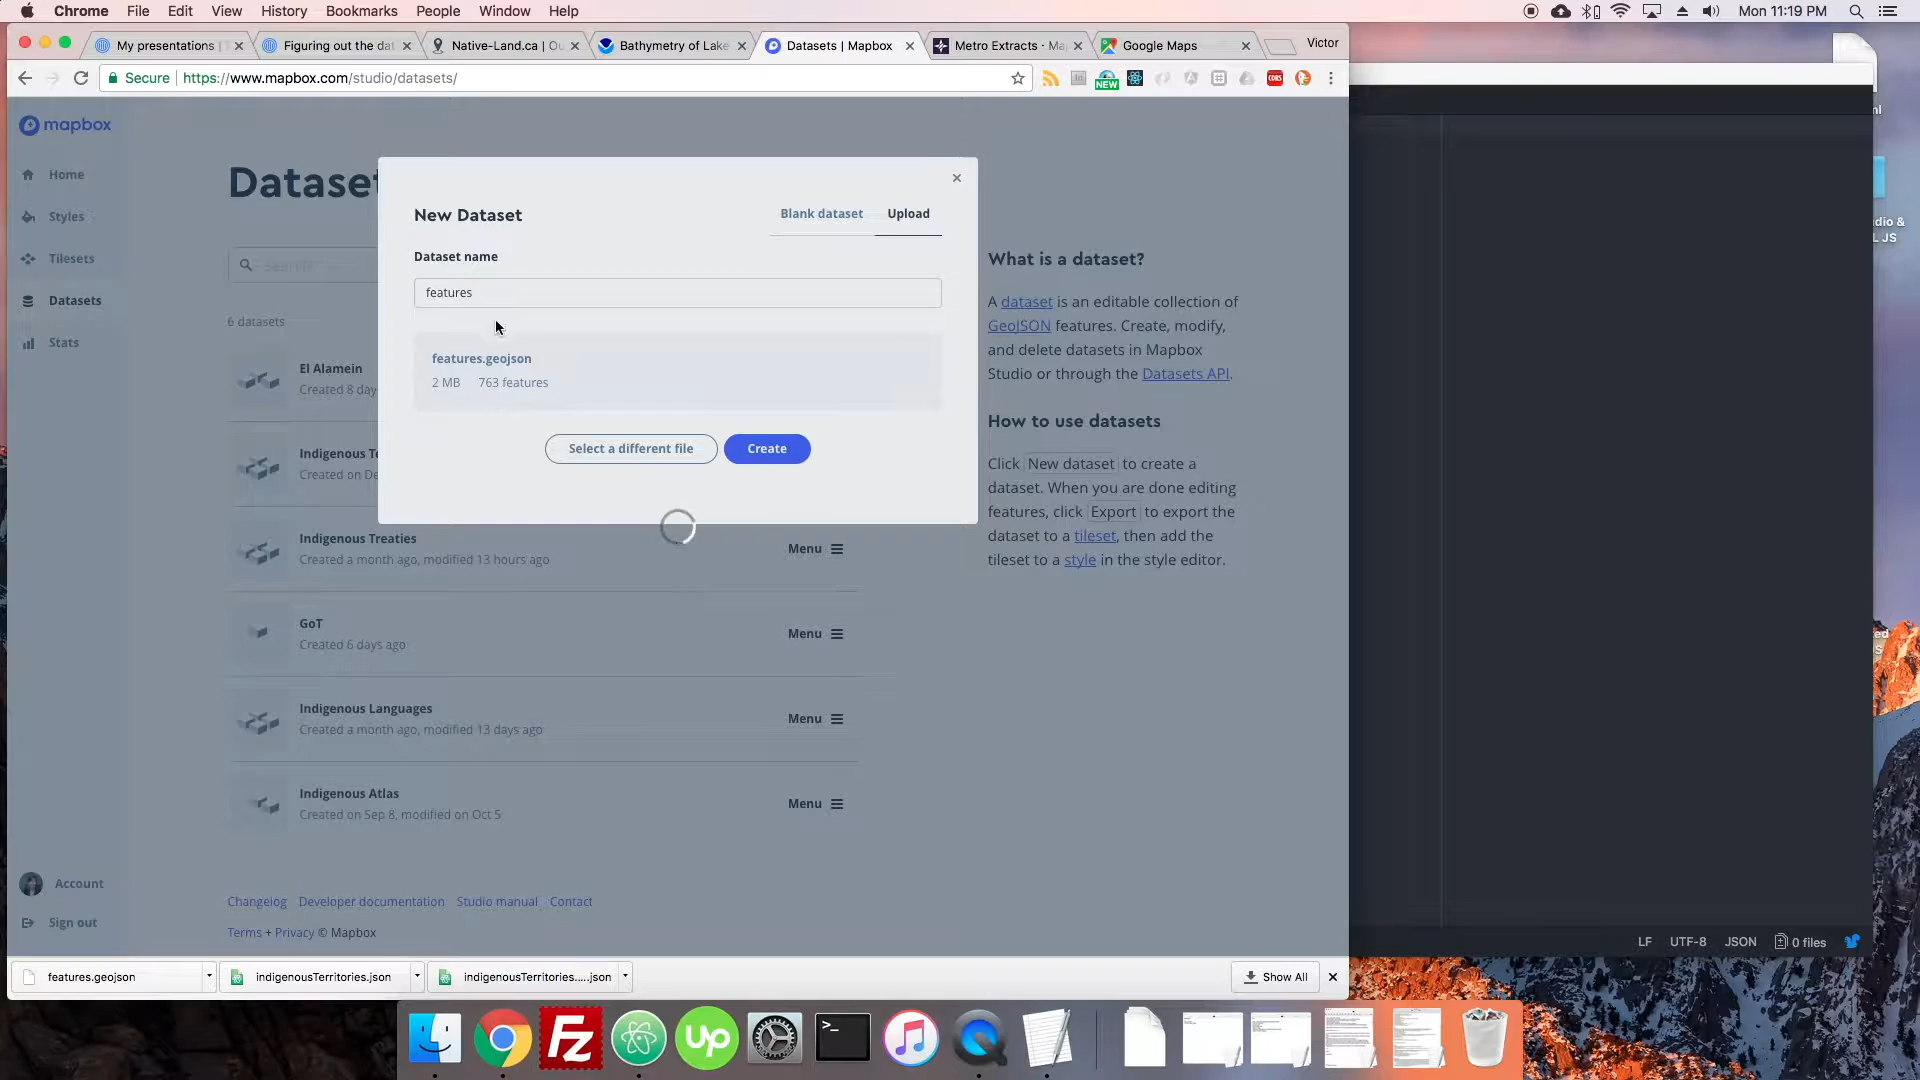 Chrome File Edit View History Bookmarks People Window Help
Mon 11:19 PM
My presentations
Figuring out the dat
Native-Land.ca | Ou
Bathymetry of Lake
Datasets | Mapbox
Metro Extracts · Ma
Google Maps
Victor
Secure https://www.mapbox.com/studio/datasets/
NEW
CORS
mapbox
Home
Styles
Tilesets
Datasets
Stats
Account
Sign out
Dataset
6 datasets
New Dataset
Blank dataset Upload
Dataset name
features
features.geojson
2 MB 763 features
Select a different file Create
El Alamein
Created 8 day
Indigenous Te
Created on De
Indigenous Treaties
Created a month ago, modified 13 hours ago
Menu
GoT
Created 6 days ago
Menu
Indigenous Languages
Created a month ago, modified 13 days ago
Menu
Indigenous Atlas
Created on Sep 8, modified on Oct 5
Menu
What is a dataset?
A dataset is an editable collection of
GeoJSON features. Create, modify,
and delete datasets in Mapbox
Studio or through the Datasets API.
How to use datasets
Click New dataset to create a
dataset. When you are done editing
features, click Export to export the
dataset to a tileset, then add the
tileset to a style in the style editor.
Changelog Developer documentation Studio manual Contact
Terms + Privacy © Mapbox
features.geojson
indigenousTerritories.json
indigenousTerritories.....json
Show All
LF UTF-8 JSON 0 files
Fz
Up
>_